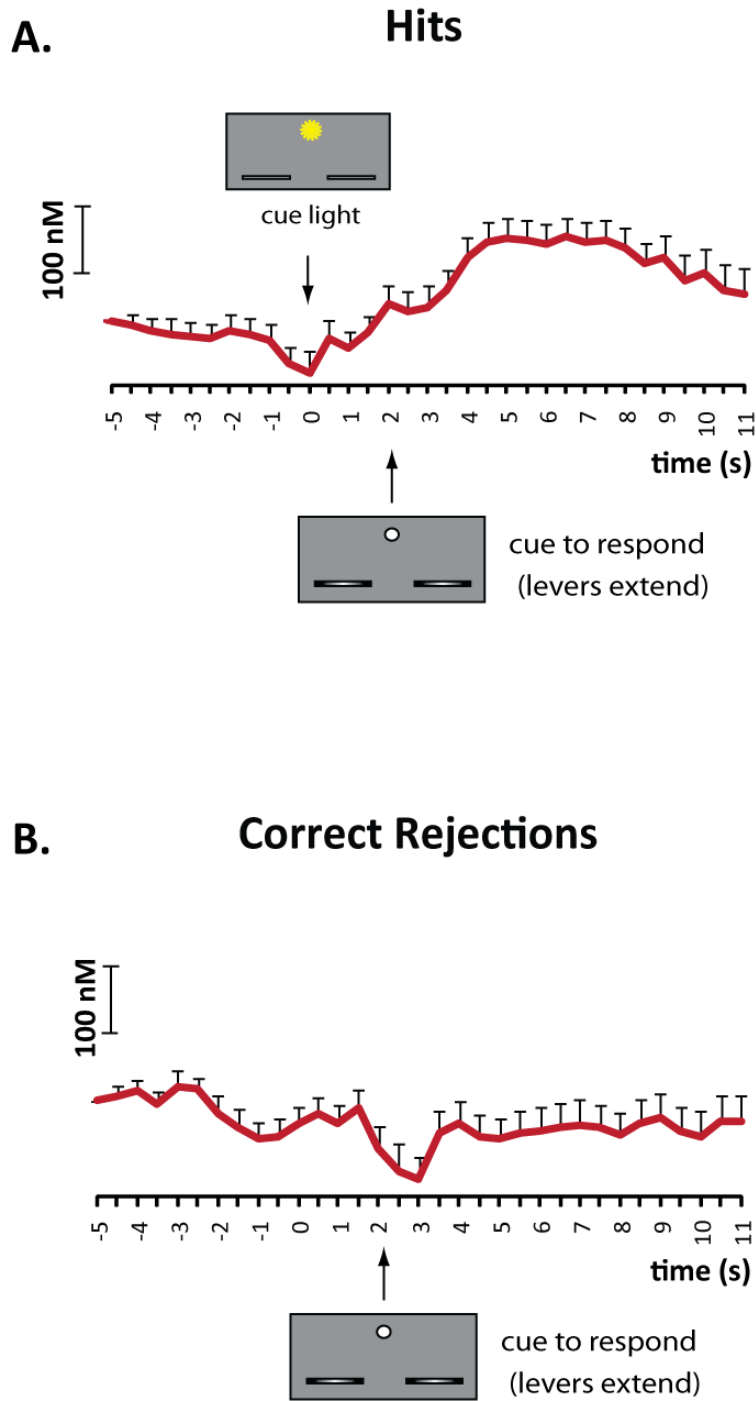 A.
Hits
cue light
100 nM
-5 -4 -3 -2 -1 0 1 2 3 4 5 6 7 8 9 10 11
time (s)
cue to respond
(levers extend)
B.
Correct Rejections
100 nM
-5 -4 -3 -2 -1 0 1 2 3 4 5 6 7 8 9 10 11
time (s)
cue to respond
(levers extend)